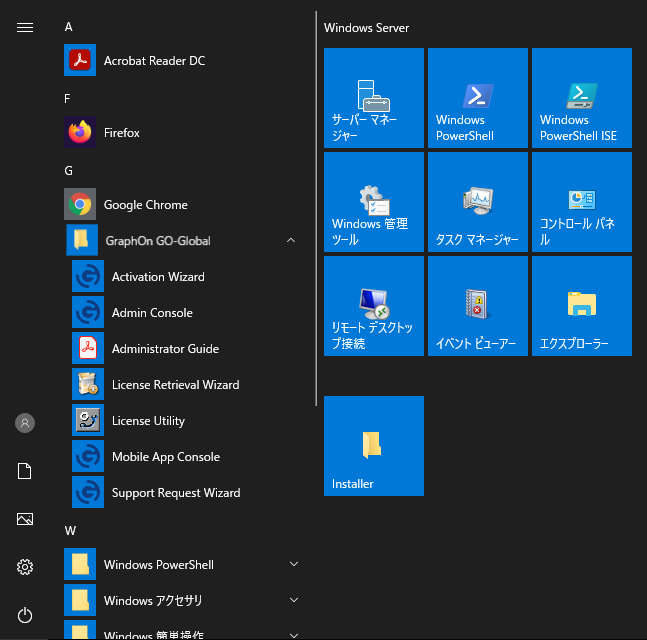 A
Acrobat Reader DC
F
Firefox
G
Google Chrome
GraphOn GO-Global
Activation Wizard
Admin Console
Administrator Guide
License Retrieval Wizard
License Utility
Mobile App Console
Support Request Wizard
W
Windows PowerShell
Windows アクセサリ
Windows 簡単操作
Windows Server
サーバー マネー
ジャー
Windows
PowerShell
Windows
PowerShell ISE
Windows 管理
ツール
タスク マネージャー
コントロール パネ
ル
リモート デスクトッ
プ接続
イベント ビューアー
エクスプローラー
Installer